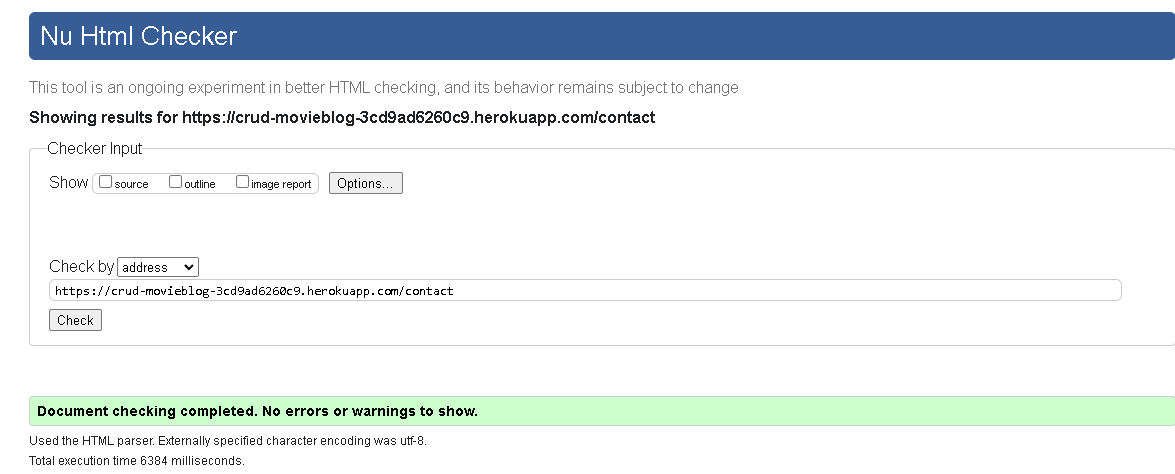 Nu Html Checker
This tool is an ongoing experiment in better HTML checking, and its behavior remains subject to change
Showing results for https://crud-movieblog-3cd9ad6260c9.herokuapp.com/contact
Checker Input
Show source outline image report Options...
Check by address
https://crud-movieblog-3cd9ad6260c9.herokuapp.com/contact
Check
Document checking completed. No errors or warnings to show.
Used the HTML parser. Externally specified character encoding was utf-8.
Total execution time 6384 milliseconds.